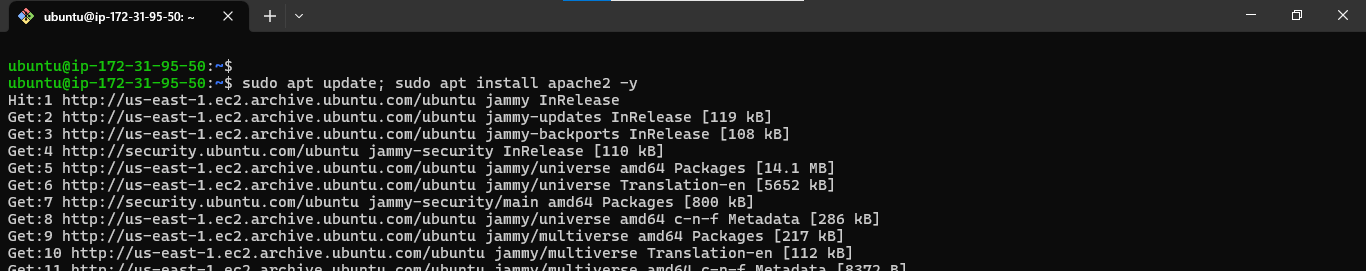 ubuntu@ip-172-31-95-50: ~
ubuntu@ip-172-31-95-50:~$
ubuntu@ip-172-31-95-50:~$ sudo apt update; sudo apt install apache2 -y
Hit:1 http://us-east-1.ec2.archive.ubuntu.com/ubuntu jammy InRelease
Get:2 http://us-east-1.ec2.archive.ubuntu.com/ubuntu jammy-updates InRelease [119 kB]
Get:3 http://us-east-1.ec2.archive.ubuntu.com/ubuntu jammy-backports InRelease [108 kB]
Get:4 http://security.ubuntu.com/ubuntu jammy-security InRelease [110 kB]
Get:5 http://us-east-1.ec2.archive.ubuntu.com/ubuntu jammy/universe amd64 Packages [14.1 MB]
Get:6 http://us-east-1.ec2.archive.ubuntu.com/ubuntu jammy/universe Translation-en [5652 kB]
Get:7 http://security.ubuntu.com/ubuntu jammy-security/main amd64 Packages [800 kB]
Get:8 http://us-east-1.ec2.archive.ubuntu.com/ubuntu jammy/universe amd64 c-n-f Metadata [286 kB]
Get:9 http://us-east-1.ec2.archive.ubuntu.com/ubuntu jammy/multiverse amd64 Packages [217 kB]
Get:10 http://us-east-1.ec2.archive.ubuntu.com/ubuntu jammy/multiverse Translation-en [112 kB]
Get:11 http://us-east-1.ec2.archive.ubuntu.com/ubuntu jammy/multiverse amd64 c-n-f Metadata [8372 B]